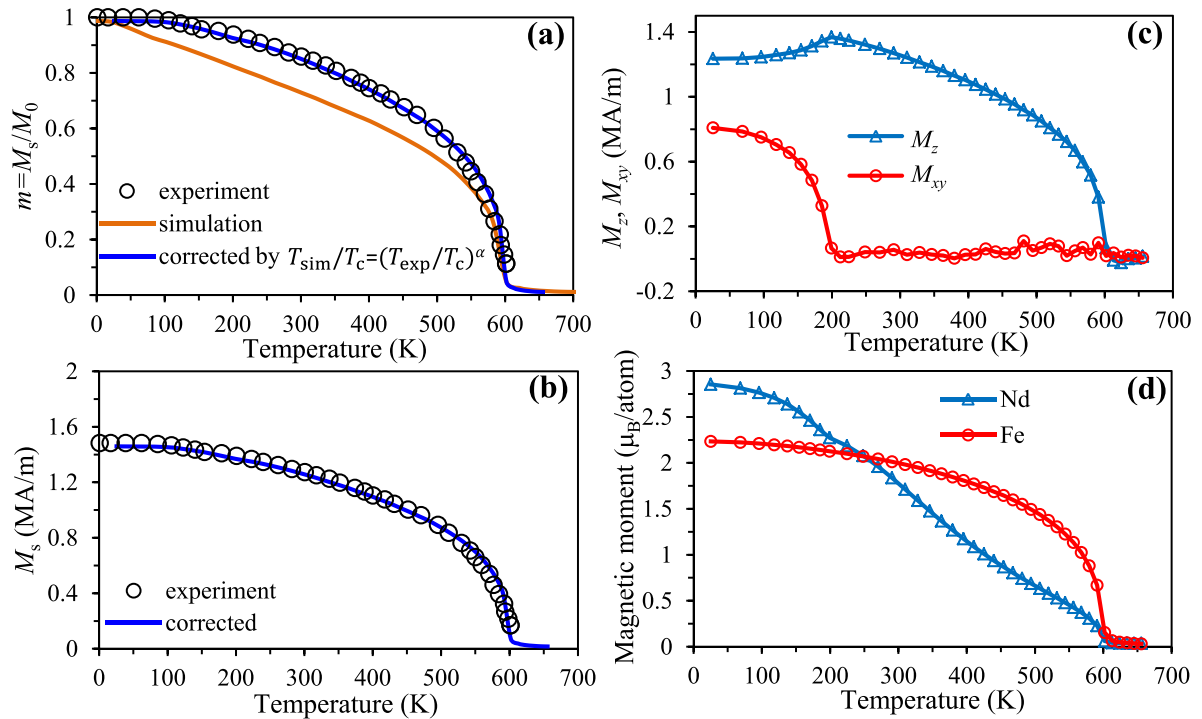 (a)
1
0.8
0.6
0.4
0.2
0
m=Ms/M0
experiment
simulation
corrected by Tsim/Tc=(Texp/Tc)^α
0 100 200 300 400 500 600 700
Temperature (K)
(b)
2
1.6
1.2
0.8
0.4
0
Ms (MA/m)
experiment
corrected
0 100 200 300 400 500 600 700
Temperature (K)
(c)
1.4
1
0.6
0.2
-0.2
Mz, Mxy (MA/m)
Mz
Mxy
0 100 200 300 400 500 600 700
Temperature (K)
(d)
3
2.5
2
1.5
1
0.5
0
Magnetic moment (μB/atom)
Nd
Fe
0 100 200 300 400 500 600 700
Temperature (K)